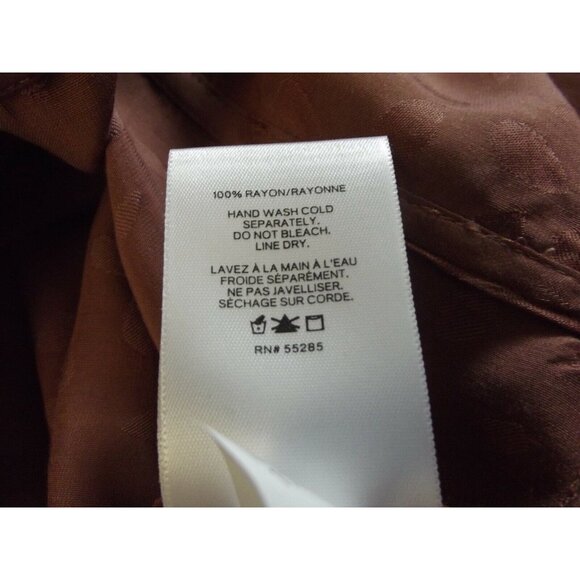 100% RAYON/RAYONNE
HAND WASH COLD
SEPARATELY.
DO NOT BLEACH.
LINE DRY.
LAVEZ À LA MAIN À L'EAU
FROIDE SÉPARÉMENT.
NE PAS JAVELLISER.
SÉCHAGE SUR CORDE.
RN# 55285